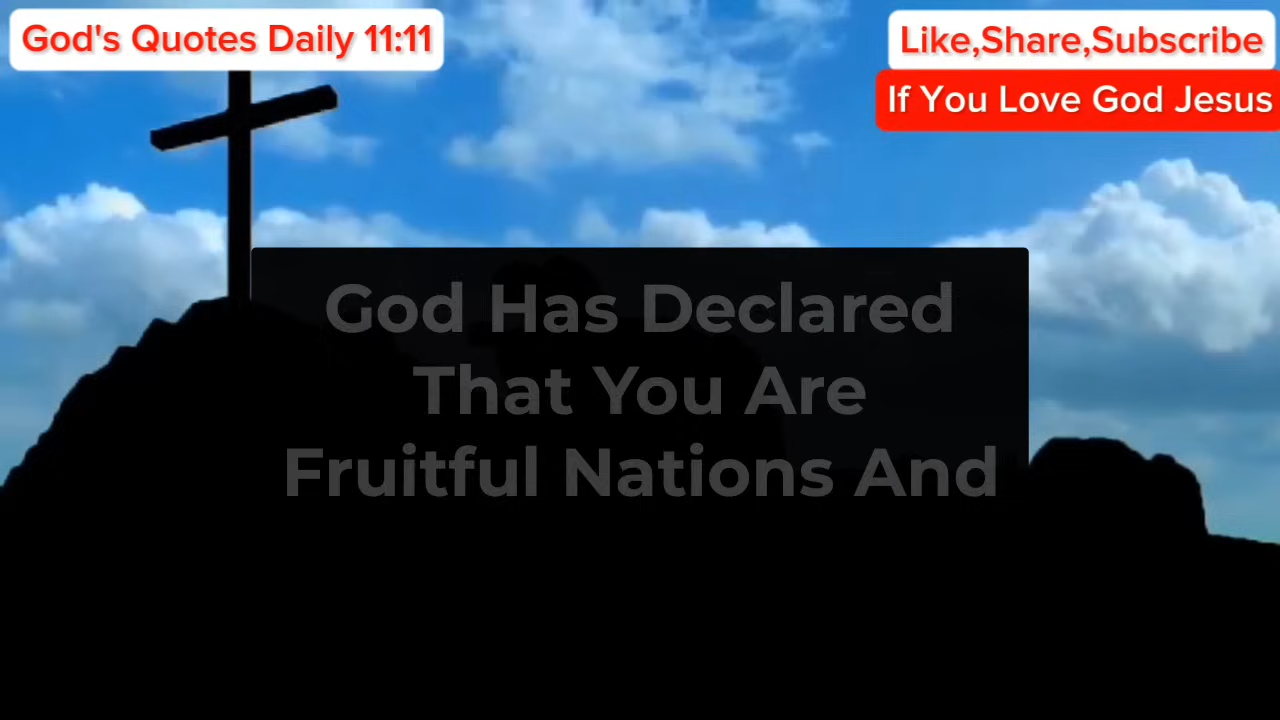 God's Quotes Daily 11:11
Like,Share,Subscribe
If You Love God Jesus
God Has Declared
That You Are
Fruitful Nations And